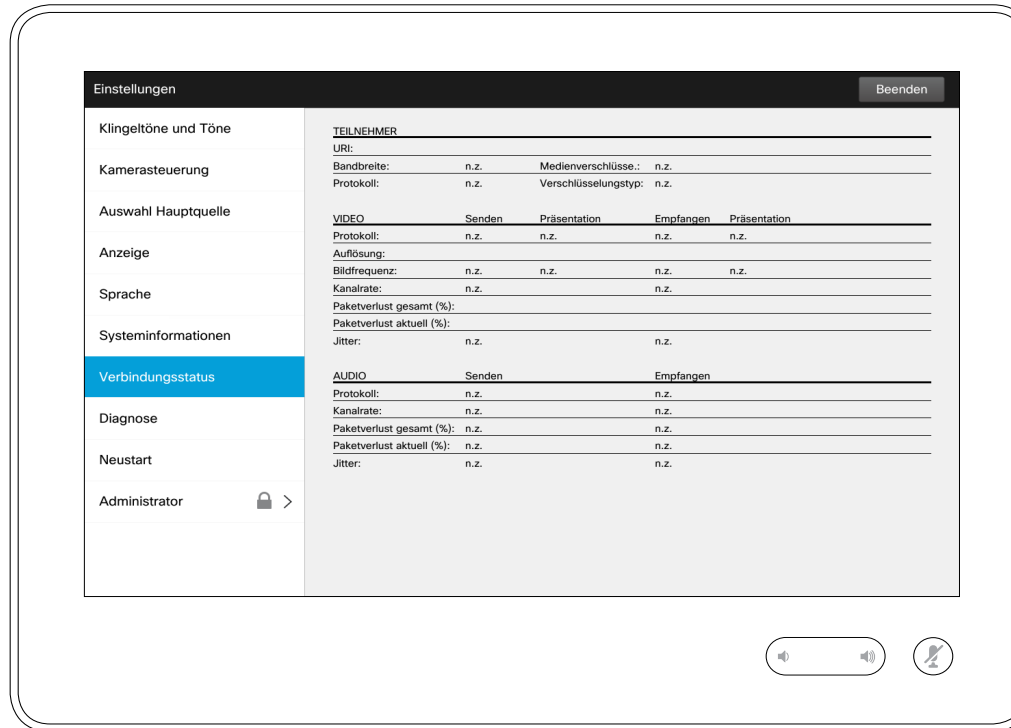 Einstellungen
Beenden
Klingeltöne und Töne
Kamerasteuerung
Auswahl Hauptquelle
Anzeige
Sprache
Systeminformationen
Verbindungsstatus
Diagnose
Neustart
Administrator
TEILNEHMER
URI:
Bandbreite: n.z. Medienverschlüsse.: n.z.
Protokoll: n.z. Verschlüsselungstyp: n.z.
VIDEO Senden Präsentation Empfangen Präsentation
Protokoll: n.z. n.z. n.z. n.z.
Auflösung:
Bildfrequenz: n.z. n.z. n.z. n.z.
Kanalrate: n.z. n.z.
Paketverlust gesamt (%):
Paketverlust aktuell (%):
Jitter: n.z. n.z.
AUDIO Senden Empfangen
Protokoll: n.z. n.z.
Kanalrate: n.z. n.z.
Paketverlust gesamt (%): n.z. n.z.
Paketverlust aktuell (%): n.z. n.z.
Jitter: n.z. n.z.